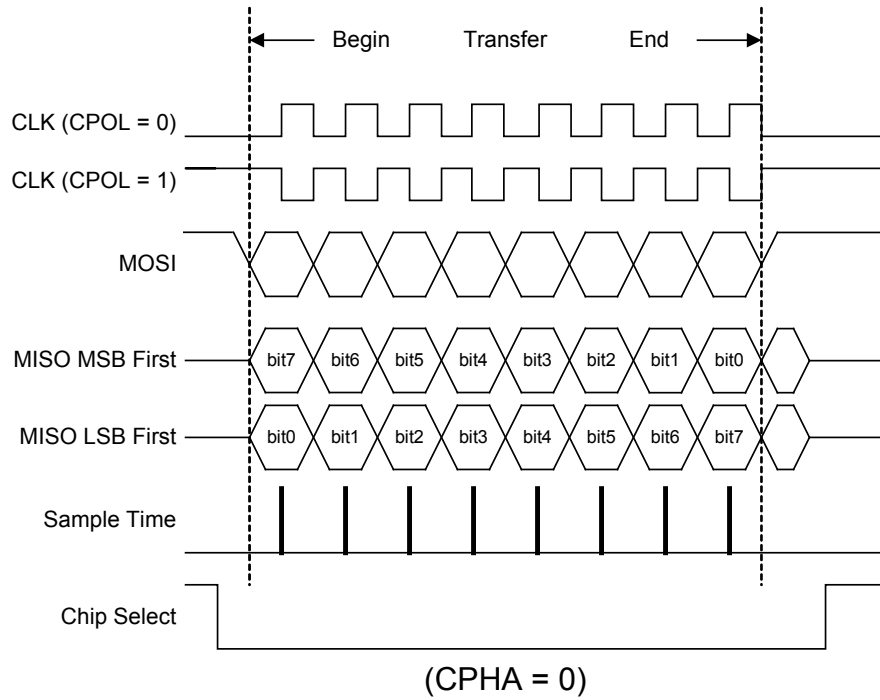 Begin Transfer End
CLK (CPOL = 0)
CLK (CPOL = 1)
MOSI
MISO MSB First
bit7 bit6 bit5 bit4 bit3 bit2 bit1 bit0
MISO LSB First
bit0 bit1 bit2 bit3 bit4 bit5 bit6 bit7
Sample Time
Chip Select
(CPHA = 0)